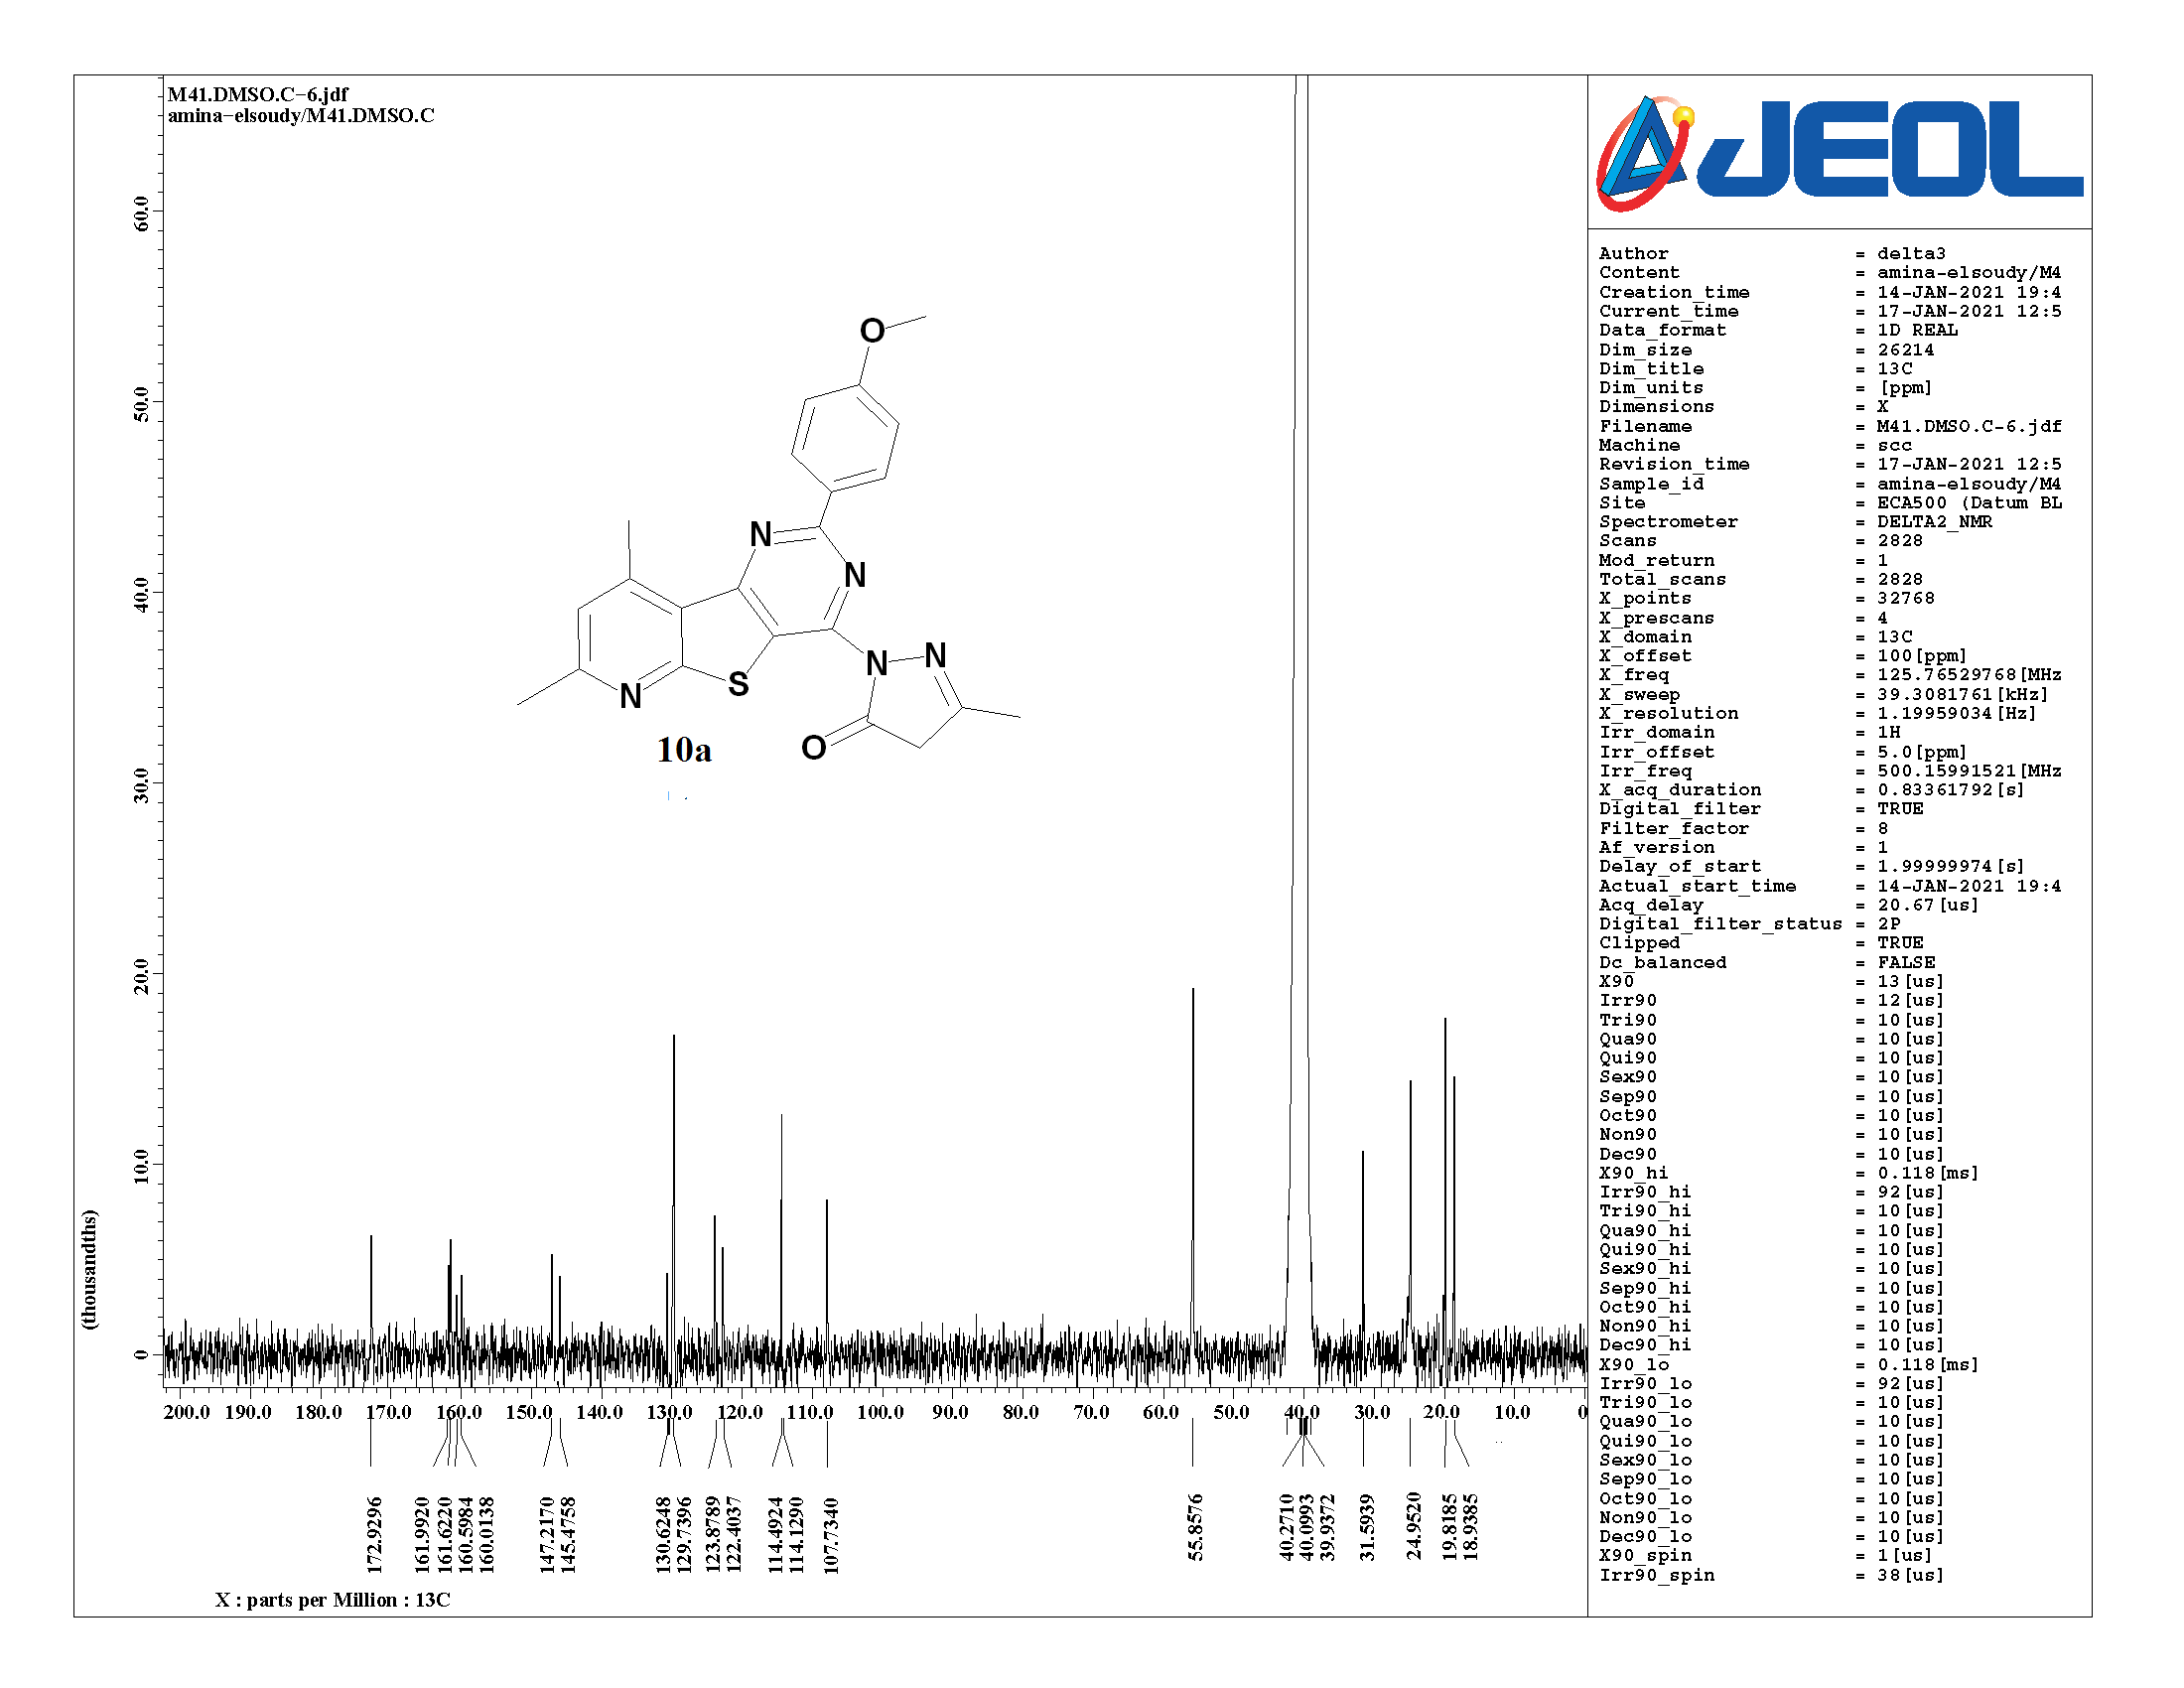 M41.DMSO.C−6.jdf
amina−elsoudy/M41.DMSO.C
JEOL
60.0
50.0
40.0
30.0
20.0
10.0
0
(thousandths)
O
N
N
N
S
N
N
O
10a
200.0 190.0 180.0 170.0 160.0 150.0 140.0 130.0 120.0 110.0 100.0 90.0 80.0 70.0 60.0 50.0 40.0 30.0 20.0 10.0 0
172.9296
161.9920
161.6220
160.5984
160.0138
147.2170
145.4758
130.6248
129.7396
123.8789
122.4037
114.4924
114.1290
107.7340
55.8576
40.2710
40.0993
39.9372
31.5939
24.9520
19.8185
18.9385
X : parts per Million : 13C
Author = delta3
Content = amina-elsoudy/M4
Creation_time = 14-JAN-2021 19:4
Current_time = 17-JAN-2021 12:5
Data_format = 1D REAL
Dim_size = 26214
Dim_title = 13C
Dim_units = [ppm]
Dimensions = X
Filename = M41.DMSO.C-6.jdf
Machine = scc
Revision_time = 17-JAN-2021 12:5
Sample_id = amina-elsoudy/M4
Site = ECA500 (Datum BL
Spectrometer = DELTA2_NMR
Scans = 2828
Mod_return = 1
Total_scans = 2828
X_points = 32768
X_prescans = 4
X_domain = 13C
X_offset = 100[ppm]
X_freq = 125.76529768[MHz
X_sweep = 39.3081761[kHz]
X_resolution = 1.19959034[Hz]
Irr_domain = 1H
Irr_offset = 5.0[ppm]
Irr_freq = 500.15991521[MHz
X_acq_duration = 0.83361792[s]
Digital_filter = TRUE
Filter_factor = 8
Af_version = 1
Delay_of_start = 1.99999974[s]
Actual_start_time = 14-JAN-2021 19:4
Acq_delay = 20.67[us]
Digital_filter_status = 2P
Clipped = TRUE
Dc_balanced = FALSE
X90 = 13[us]
Irr90 = 12[us]
Tri90 = 10[us]
Qua90 = 10[us]
Qui90 = 10[us]
Sex90 = 10[us]
Sep90 = 10[us]
Oct90 = 10[us]
Non90 = 10[us]
Dec90 = 10[us]
X90_hi = 0.118[ms]
Irr90_hi = 92[us]
Tri90_hi = 10[us]
Qua90_hi = 10[us]
Qui90_hi = 10[us]
Sex90_hi = 10[us]
Sep90_hi = 10[us]
Oct90_hi = 10[us]
Non90_hi = 10[us]
Dec90_hi = 10[us]
X90_lo = 0.118[ms]
Irr90_lo = 92[us]
Tri90_lo = 10[us]
Qua90_lo = 10[us]
Qui90_lo = 10[us]
Sex90_lo = 10[us]
Sep90_lo = 10[us]
Oct90_lo = 10[us]
Non90_lo = 10[us]
Dec90_lo = 10[us]
X90_spin = 1[us]
Irr90_spin = 38[us]